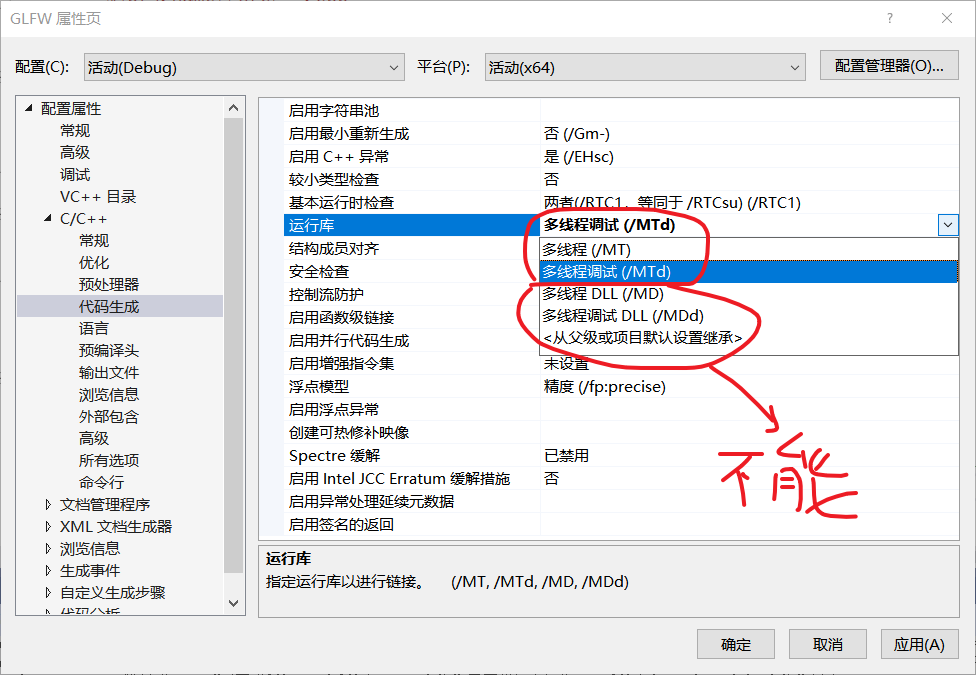 GLFW 属性页
配置(C): 活动(Debug) 平台(P): 活动(x64) 配置管理器(O)...
配置属性
常规
高级
调试
VC++ 目录
C/C++
常规
优化
预处理器
代码生成
语言
预编译头
输出文件
浏览信息
外部包含
高级
所有选项
命令行
文档管理程序
XML 文档生成器
浏览信息
生成事件
自定义生成步骤
代码分析
启用字符串池
启用最小重新生成 否 (/Gm-)
启用 C++ 异常 是 (/EHsc)
较小类型检查 否
基本运行时检查 两者(/RTC1，等同于 /RTCsu) (/RTC1)
运行库 多线程调试 (/MTd)
结构成员对齐 多线程 (/MT)
安全检查 多线程调试 (/MTd)
控制流防护 多线程 DLL (/MD)
启用函数级链接 多线程调试 DLL (/MDd)
启用并行代码生成 <从父级或项目默认设置继承>
启用增强指令集 未设置
浮点模型 精度 (/fp:precise)
启用浮点异常
创建可热修补映像
Spectre 缓解 已禁用
启用 Intel JCC Erratum 缓解措施 否
启用异常处理延续元数据
启用签名的返回
不能
运行库
指定运行库以进行链接。 (/MT, /MTd, /MD, /MDd)
确定 取消 应用(A)